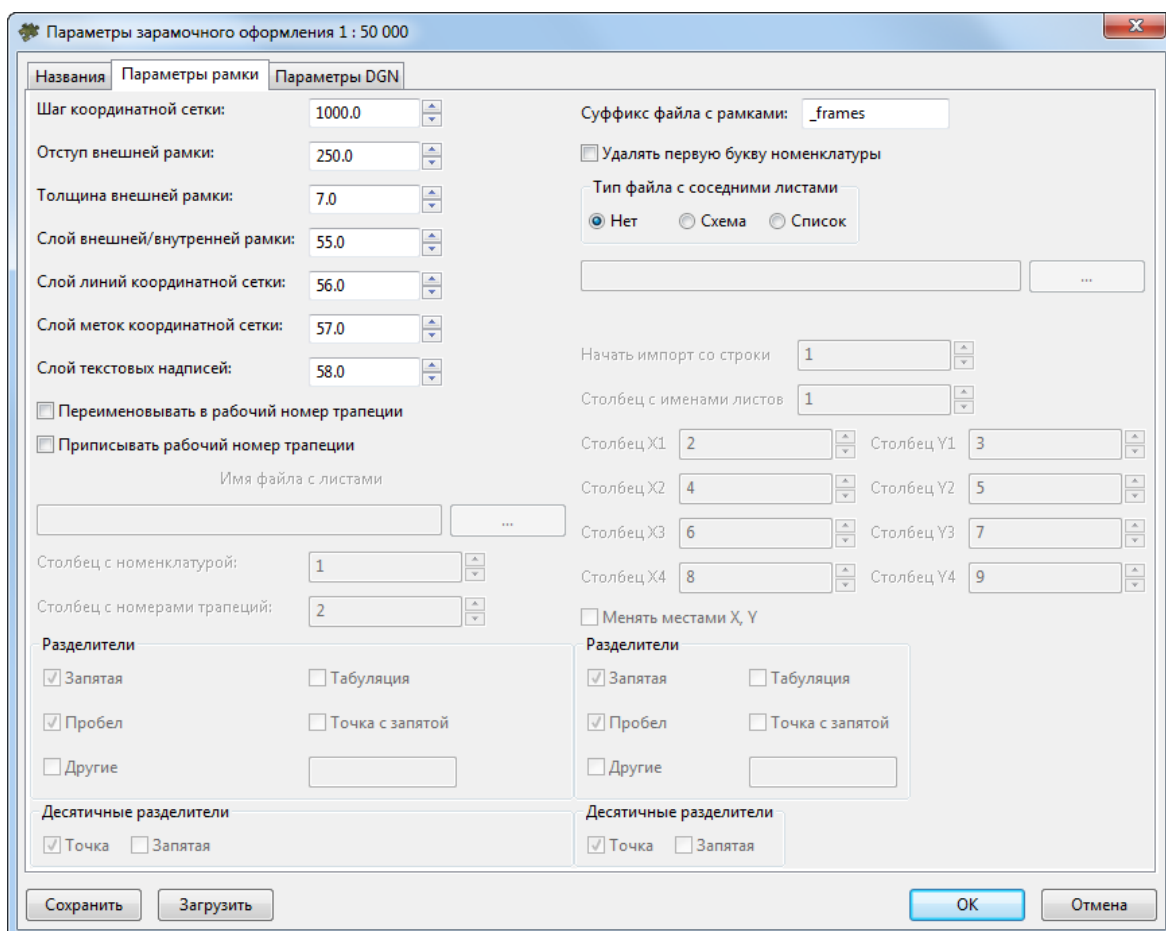 Параметры зарамочного оформления 1 : 50 000
Названия
Параметры рамки
Параметры DGN
Шаг координатной сетки:
1000.0
Отступ внешней рамки:
250.0
Толщина внешней рамки:
7.0
Слой внешней/внутренней рамки:
55.0
Слой линий координатной сетки:
56.0
Слой меток координатной сетки:
57.0
Слой текстовых надписей:
58.0
Переименовывать в рабочий номер трапеции
Приписывать рабочий номер трапеции
Имя файла с листами
...
Столбец с номенклатурой:
1
Столбец с номерами трапеций:
2
Разделители
Запятая
Табуляция
Пробел
Точка с запятой
Другие
Десятичные разделители
Точка
Запятая
Суффикс файла с рамками:
_frames
Удалять первую букву номенклатуры
Тип файла с соседними листами
Нет
Схема
Список
...
Начать импорт со строки
1
Столбец с именами листов
1
Столбец X1
2
Столбец Y1
3
Столбец X2
4
Столбец Y2
5
Столбец X3
6
Столбец Y3
7
Столбец X4
8
Столбец Y4
9
Менять местами X, Y
Разделители
Запятая
Табуляция
Пробел
Точка с запятой
Другие
Десятичные разделители
Точка
Запятая
Сохранить
Загрузить
OK
Отмена